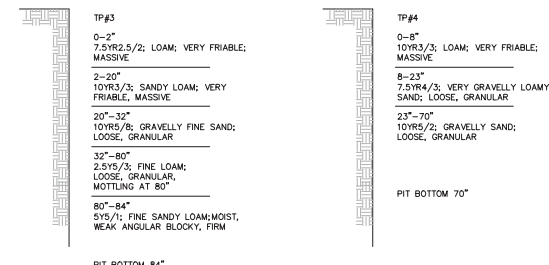 TP#3
0-2"
7.5YR2.5/2; LOAM; VERY FRIABLE;
MASSIVE
2-20"
10YR3/3; SANDY LOAM; VERY
FRIABLE, MASSIVE
20"-32"
10YR5/8; GRAVELLY FINE SAND;
LOOSE, GRANULAR
32"-80"
2.5Y5/3; FINE LOAM;
LOOSE, GRANULAR,
MOTTLING AT 80"
80"-84"
5Y5/1; FINE SANDY LOAM;MOIST,
WEAK ANGULAR BLOCKY, FIRM
PIT BOTTOM 84"
TP#4
0-8"
10YR3/3; LOAM; VERY FRIABLE;
MASSIVE
8-23"
7.5YR4/3; VERY GRAVELLY LOAMY
SAND; LOOSE, GRANULAR
23"-70"
10YR5/2; GRAVELLY SAND;
LOOSE, GRANULAR
PIT BOTTOM 70"